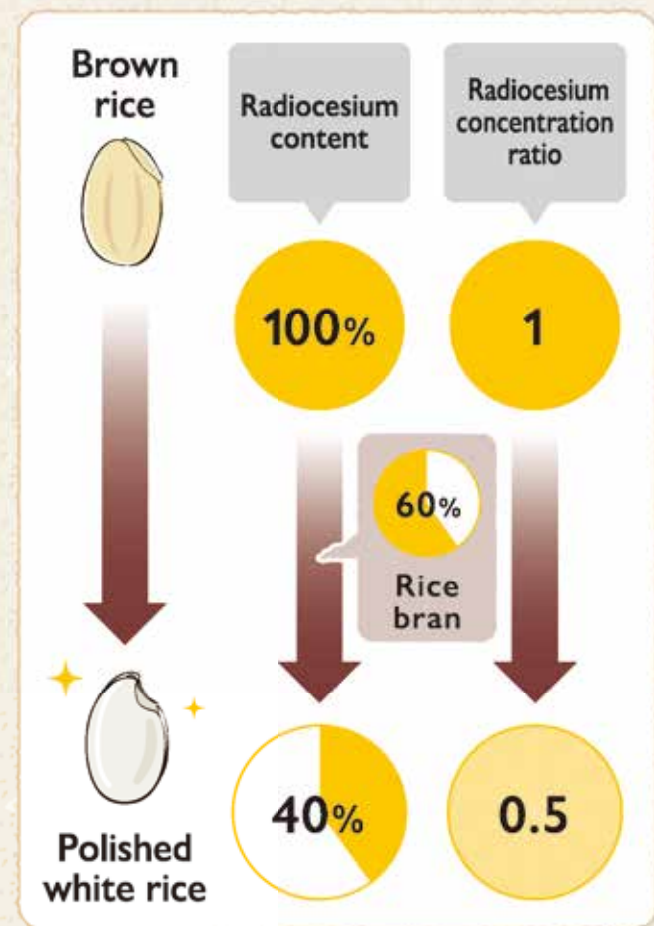 Brown
rice
Radiocesium
content
Radiocesium
concentration
ratio
100%
1
60%
Rice
bran
40%
0.5
Polished
white rice